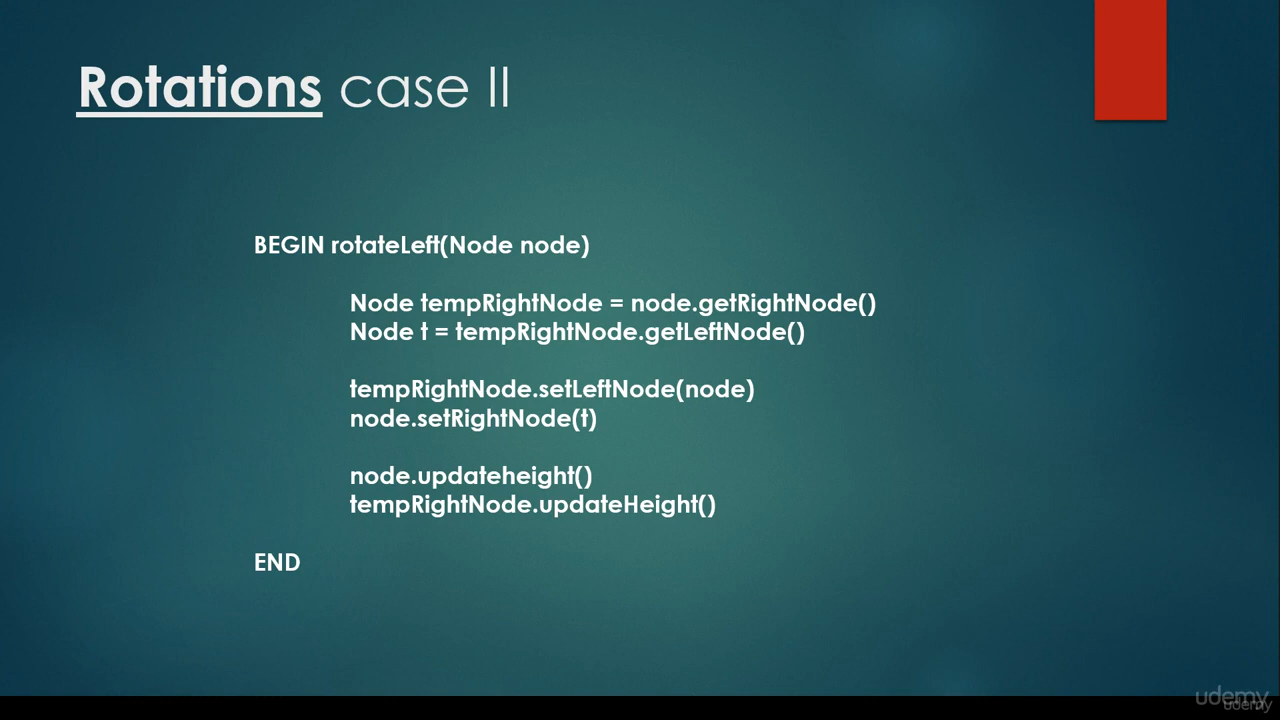 Rotations case II
BEGIN rotateLeft(Node node)
Node tempRightNode = node.getRightNode()
Node t = tempRightNode.getLeftNode()
tempRightNode.setLeftNode(node)
node.setRightNode(t)
node.updateheight()
tempRightNode.updateHeight()
END
udemy
udemy